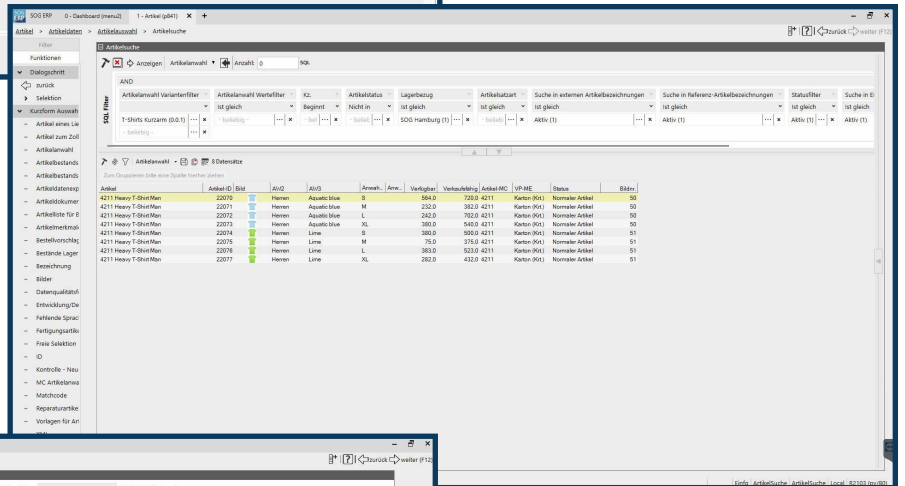 SOG ERP 0 - Dashboard (menu2) 1 - Artikel (p841) × +
Artikel > Artikeldaten > Artikelauswahl > Artikelsuche
zurück weiter (F12)
Filter
Funktionen
Dialogschritt
zurück
Selektion
Kurzform Auswah
Artikel eines Lie
Artikel zum Zoll
Artikelanwahl
Artikelbestands
Artikelbestands
Artikeldatenexp
Artikeldokumer
Artikelliste für E
Artikelmerkmal
Bestellvorschlag
Bestände Lager
Bezeichnung
Bilder
Datenqualitäts
Entwicklung/De
Fehlende Sprac
Fertigungsartik
Freie Selektion
ID
Kontrolle - Neu
MC Artikelanwa
Matchcode
Reparaturartike
Vorlagen für Art
Artikelsuche
Anzeigen Artikelanwahl Anzahl: 0 SQL
SQL Filter
AND
Artikelanwahl Variantenfilter Artikelanwahl Wertefilter Kz. Artikelstatus Lagerbezug Artikelsatzart Suche in externen Artikelbezeichnungen Suche in Referenz-Artikelbezeichnungen Statusfilter Suche in E
Ist gleich Beginnt Nicht in Ist gleich Ist gleich Ist gleich Ist gleich Ist gleich Ist gleich
T-Shirts Kurzarm (0.0.1) ··· × - beliebig - ··· × - bel ··· × - belieb ··· × SOG Hamburg (1) ··· × - beliebi ··· × Aktiv (1) ··· × Aktiv (1) ··· × Aktiv (1) ··· × Aktiv (1)
- beliebig - ··· ×
Artikelanwahl 8 Datensätze
Zum Gruppieren bitte eine Spalte hierher ziehen
Artikel Artikel-ID Bild AW2 AW3 Anwah.. Anw... Verfügbar Verkaufsfähig Artikel-MC VP-ME Status Bildnr.
4211 Heavy T-Shirt Man 22070 Herren Aquatic blue S 564,0 720,0 4211 Karton (Krt.) Normaler Artikel 50
4211 Heavy T-Shirt Man 22071 Herren Aquatic blue M 232,0 382,0 4211 Karton (Krt.) Normaler Artikel 50
4211 Heavy T-Shirt Man 22072 Herren Aquatic blue L 242,0 702,0 4211 Karton (Krt.) Normaler Artikel 50
4211 Heavy T-Shirt Man 22073 Herren Aquatic blue XL 380,0 540,0 4211 Karton (Krt.) Normaler Artikel 50
4211 Heavy T-Shirt Man 22074 Herren Lime S 380,0 500,0 4211 Karton (Krt.) Normaler Artikel 51
4211 Heavy T-Shirt Man 22075 Herren Lime M 75,0 375,0 4211 Karton (Krt.) Normaler Artikel 51
4211 Heavy T-Shirt Man 22076 Herren Lime L 383,0 523,0 4211 Karton (Krt.) Normaler Artikel 51
4211 Heavy T-Shirt Man 22077 Herren Lime XL 282,0 432,0 4211 Karton (Krt.) Normaler Artikel 51
zurück weiter (F12)
Einfg ArtikelSuche ArtikelSuche Local R2103 (py/80)